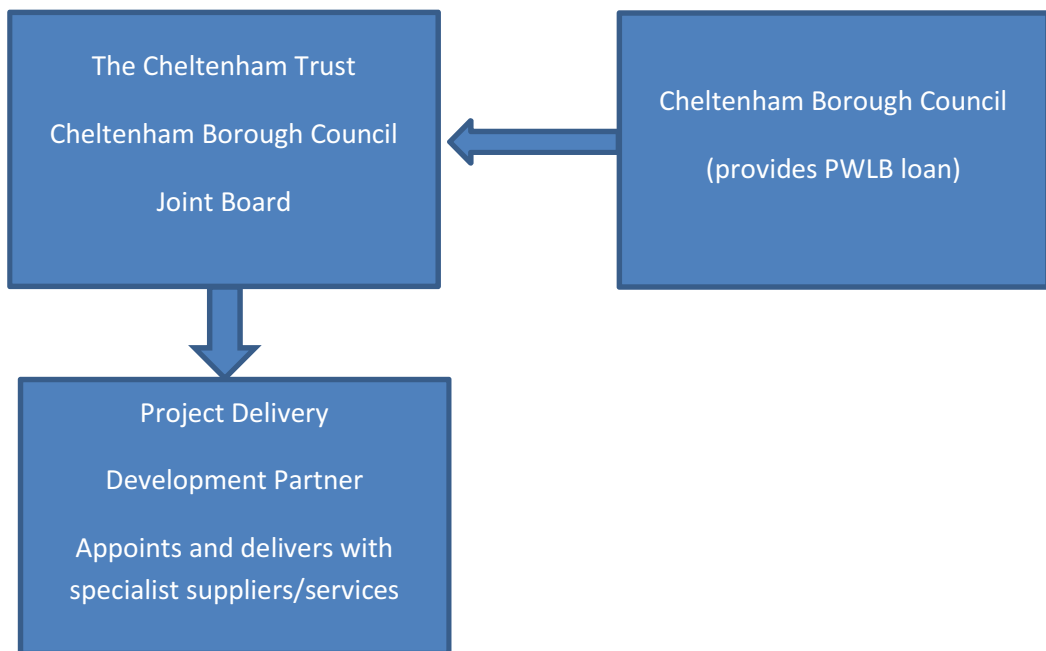 The Cheltenham Trust
Cheltenham Borough Council
Joint Board
Cheltenham Borough Council
(provides PWLB loan)
Project Delivery
Development Partner
Appoints and delivers with
specialist suppliers/services